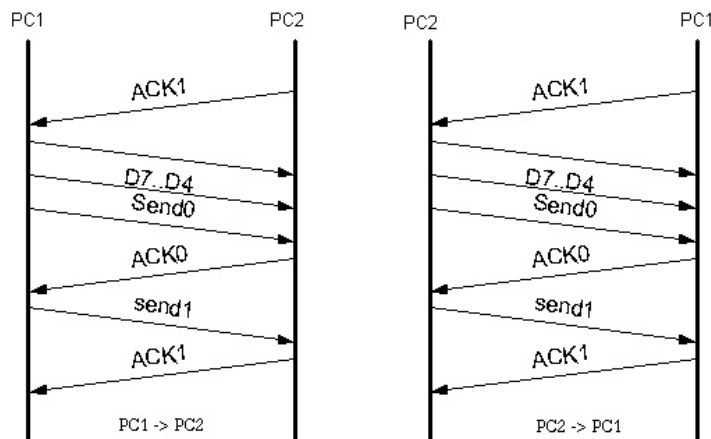 PC1
PC2
ACK1
D7..D4
Send0
ACK0
send1
ACK1
PC1 -> PC2
PC2
PC1
ACK1
D7..D4
Send0
ACK0
send1
ACK1
PC2 -> PC1